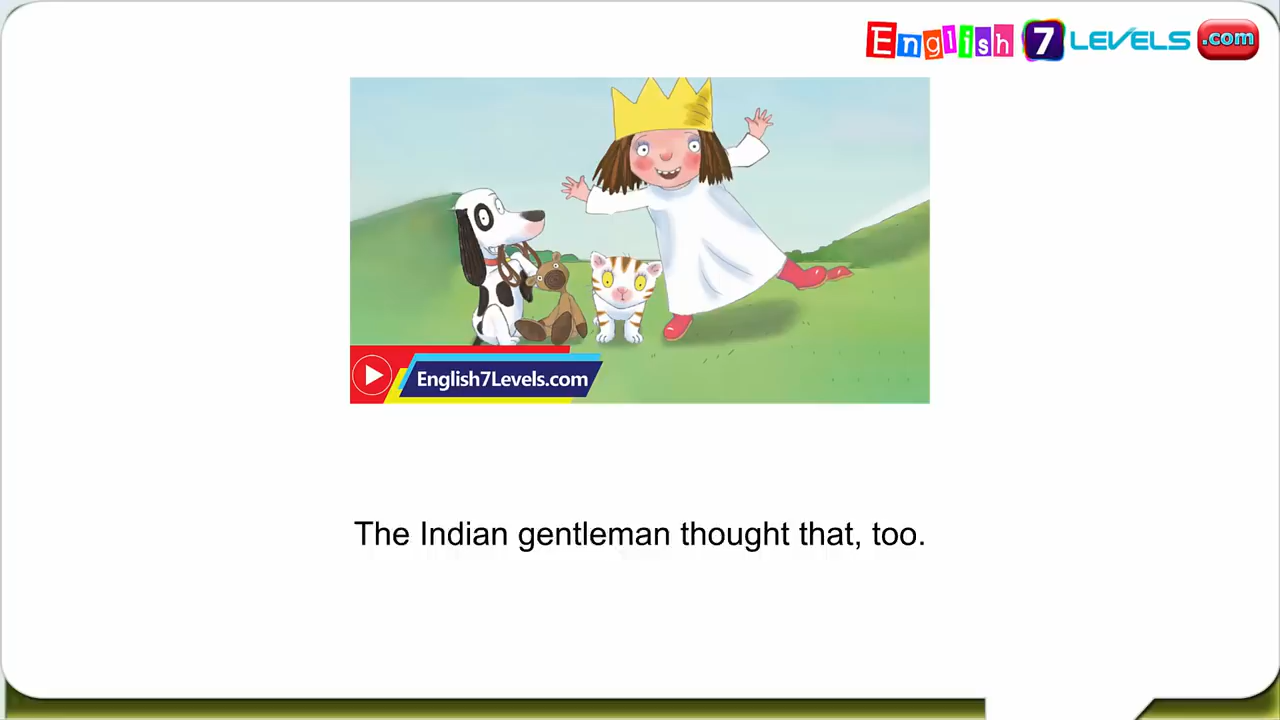 English 7 LEVELS .com
English7Levels.com
The Indian gentleman thought that, too.